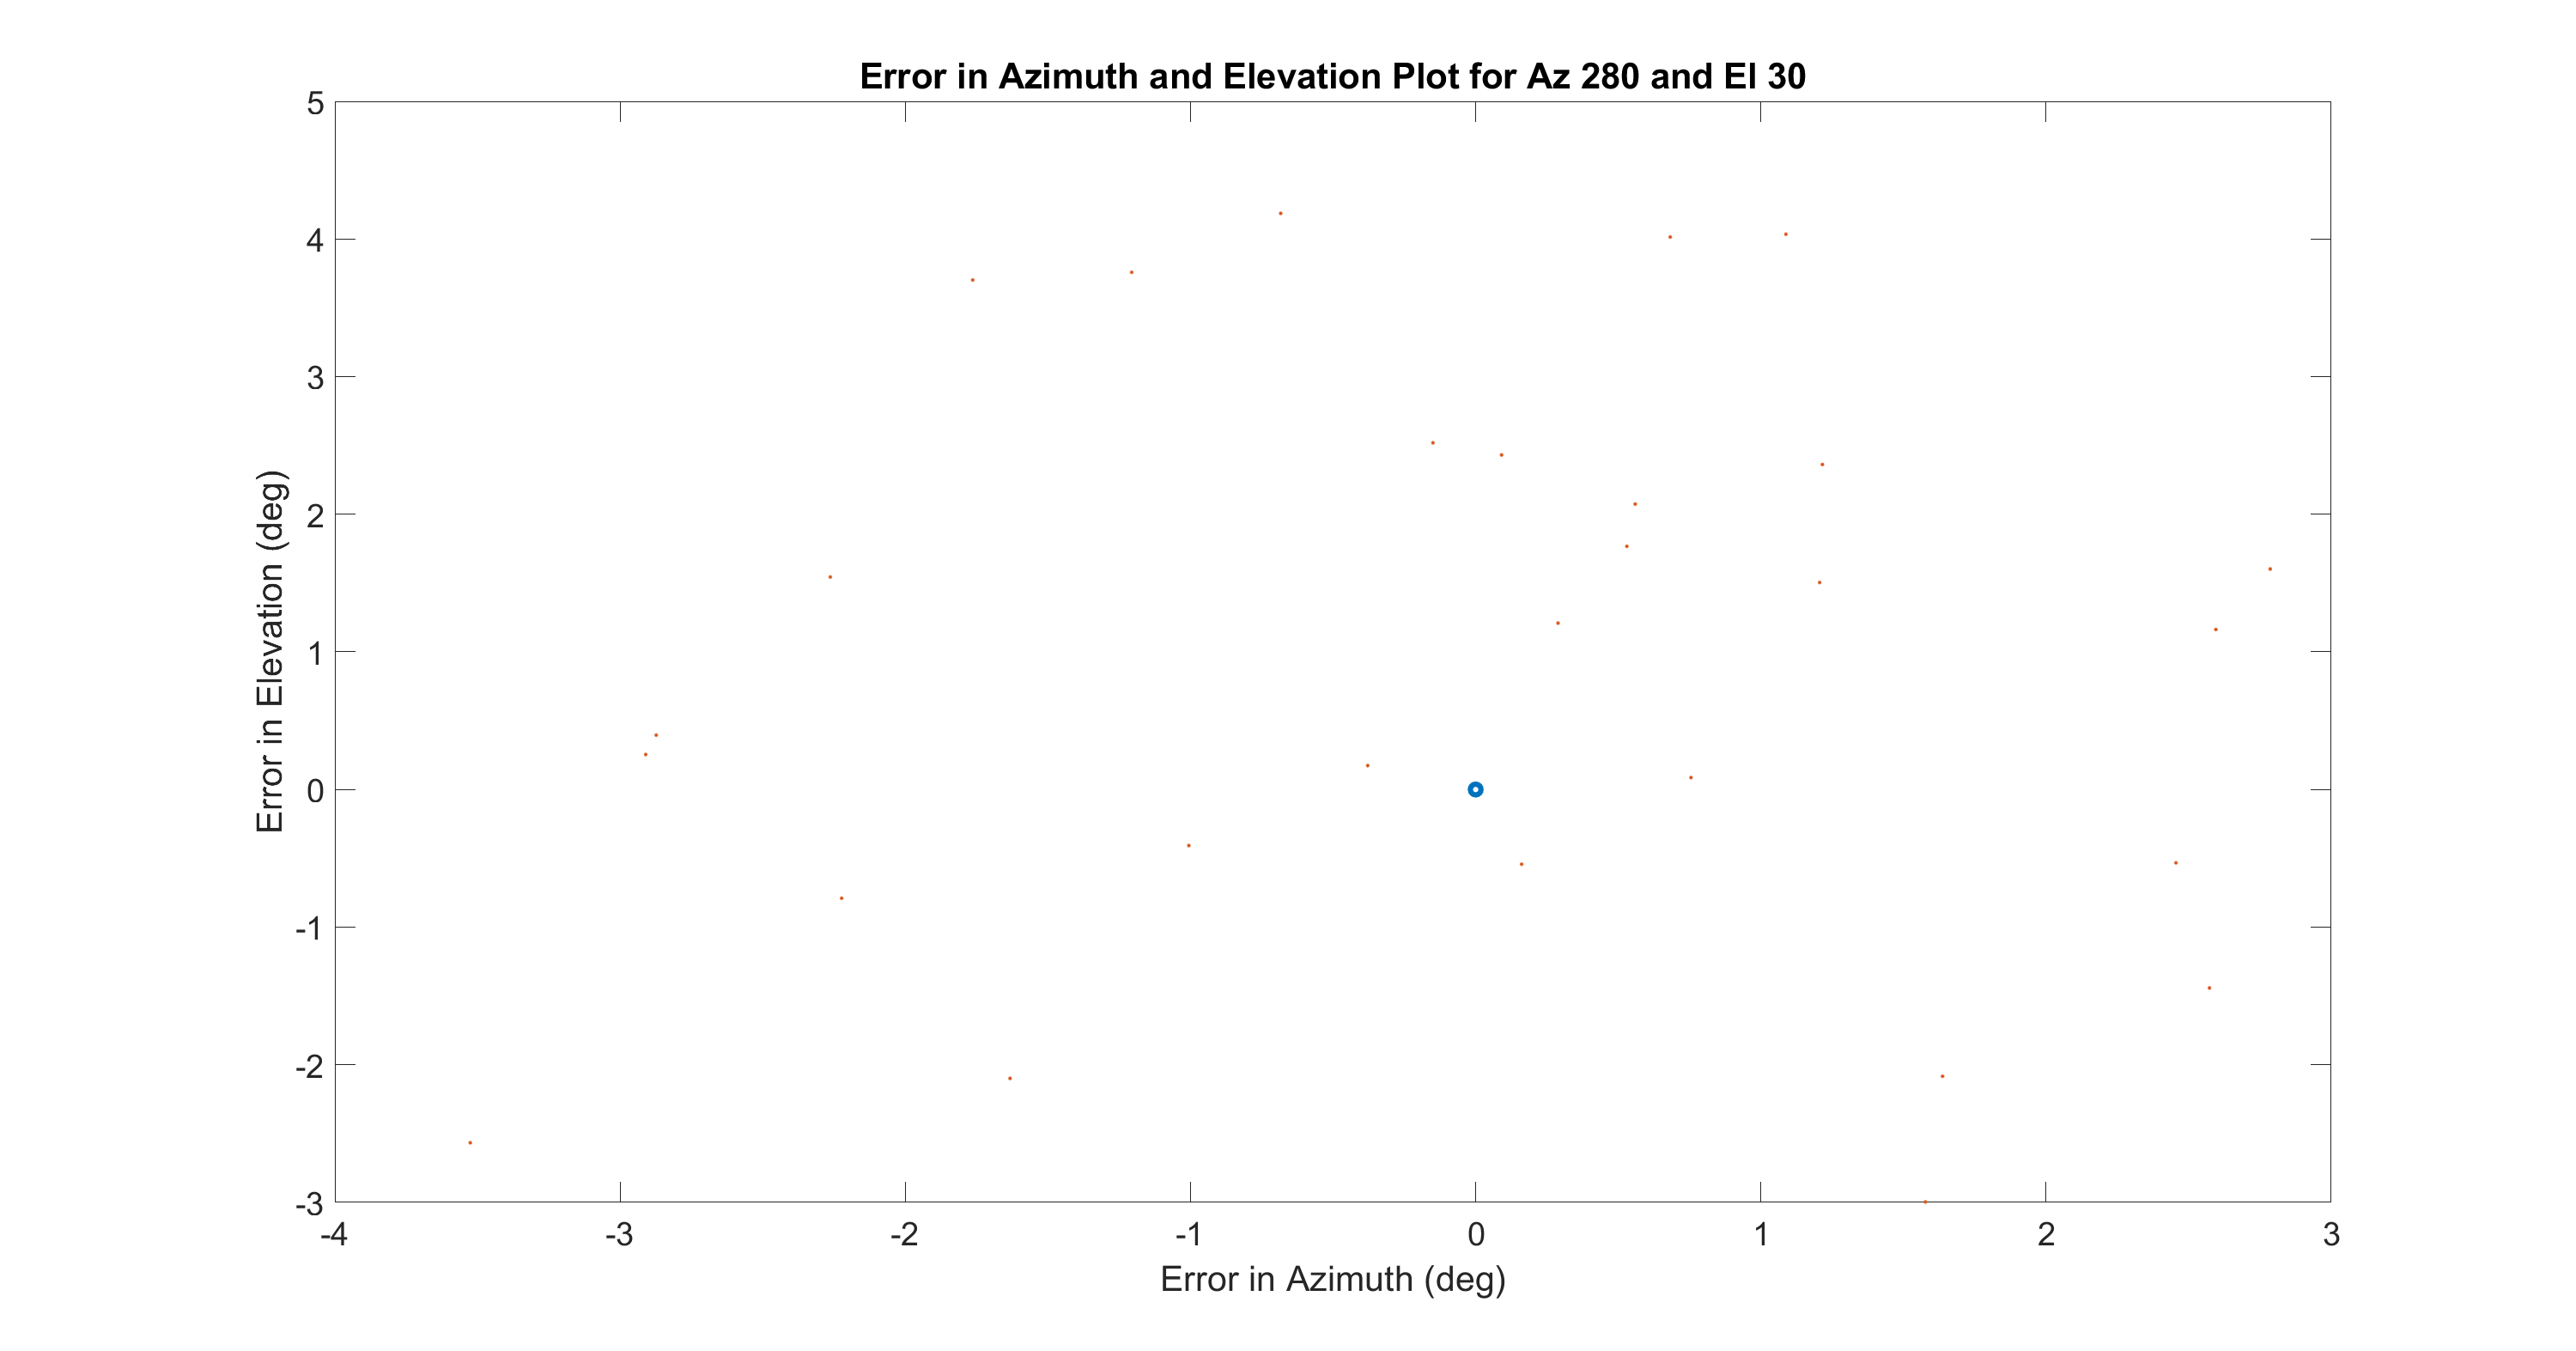 Error in Azimuth and Elevation Plot for Az 280 and El 30
5
4
3
2
1
0
-1
-2
-3
Error in Elevation (deg)
-4 -3 -2 -1 0 1 2 3
Error in Azimuth (deg)